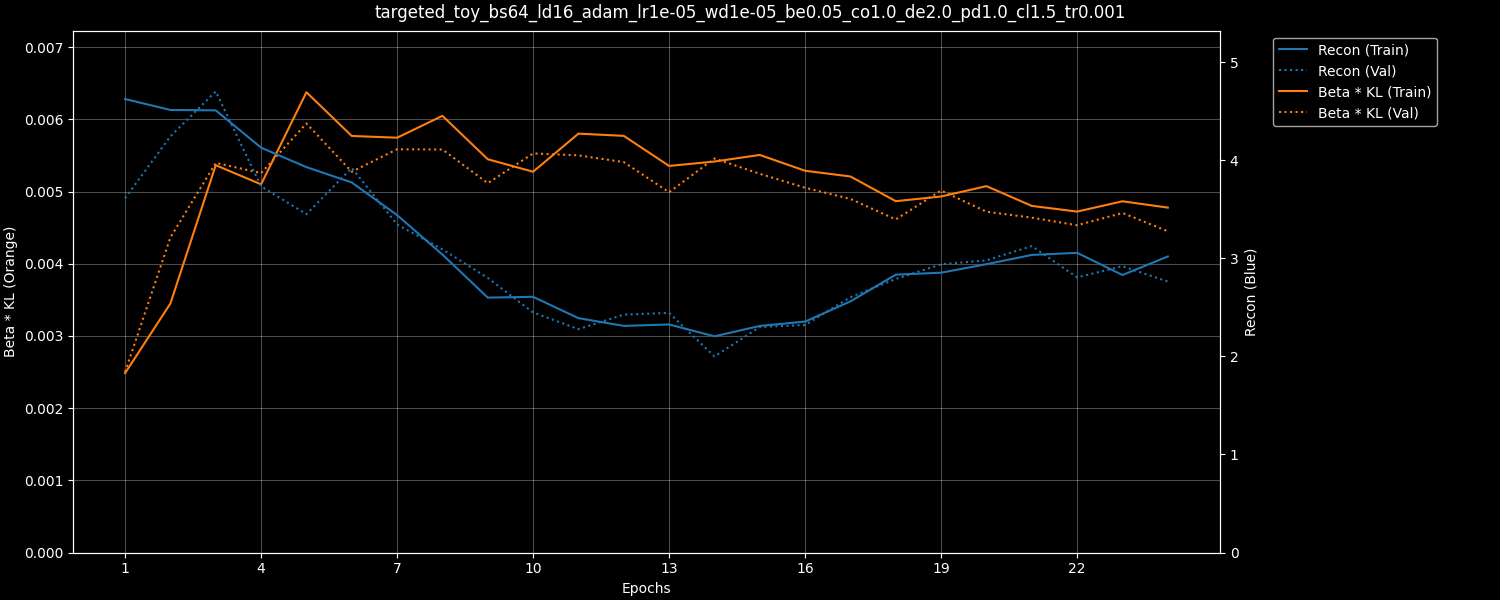 targeted_toy_bs64_ld16_adam_lr1e-05_wd1e-05_be0.05_co1.0_de2.0_pd1.0_cl1.5_tr0.001
Recon (Train)
Recon (Val)
Beta * KL (Train)
Beta * KL (Val)
Beta * KL (Orange)
0.007
0.006
0.005
0.004
0.003
0.002
0.001
0.000
5
4
3
2
1
0
Recon (Blue)
1 4 7 10 13 16 19 22
Epochs